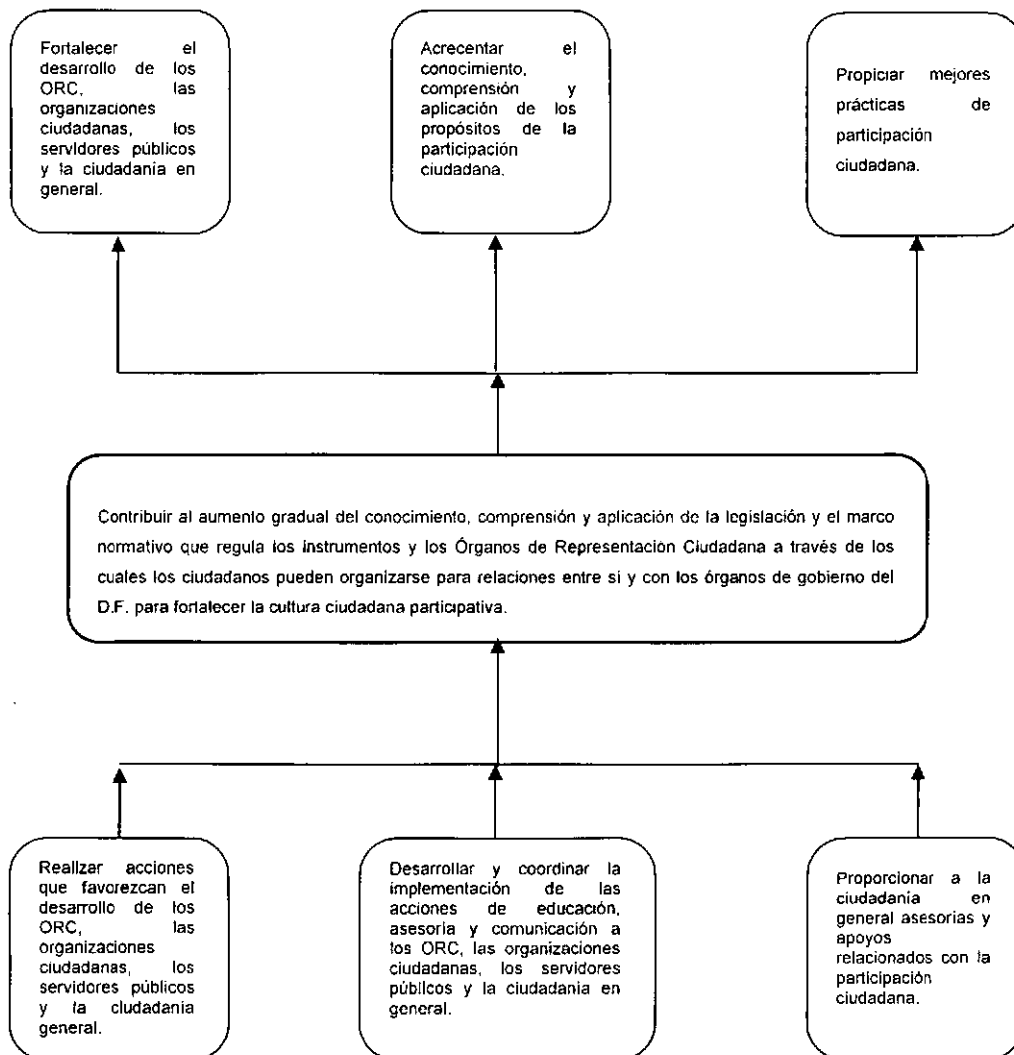 Fortalecer el
desarrollo de los
ORC, las
organizaciones
ciudadanas, los
servidores públicos
y la ciudadanía en
general.
Acrecentar el
conocimiento,
comprensión y
aplicación de los
propósitos de la
participación
ciudadana.
Propiciar mejores
prácticas de
participación
ciudadana.
Contribuir al aumento gradual del conocimiento, comprensión y aplicación de la legislación y el marco
normativo que regula los instrumentos y los Órganos de Representación Ciudadana a través de los
cuales los ciudadanos pueden organizarse para relaciones entre sí y con los órganos de gobierno del
D.F. para fortalecer la cultura ciudadana participativa.
Realizar acciones
que favorezcan el
desarrollo de los
ORC, las
organizaciones
ciudadanas, los
servidores públicos
y la ciudadanía
general.
Desarrollar y coordinar la
implementación de las
acciones de educación,
asesoría y comunicación a
los ORC, las organizaciones
ciudadanas, los servidores
públicos y la ciudadanía en
general.
Proporcionar a la
ciudadanía en
general asesorías y
apoyos
relacionados con la
participación
ciudadana.